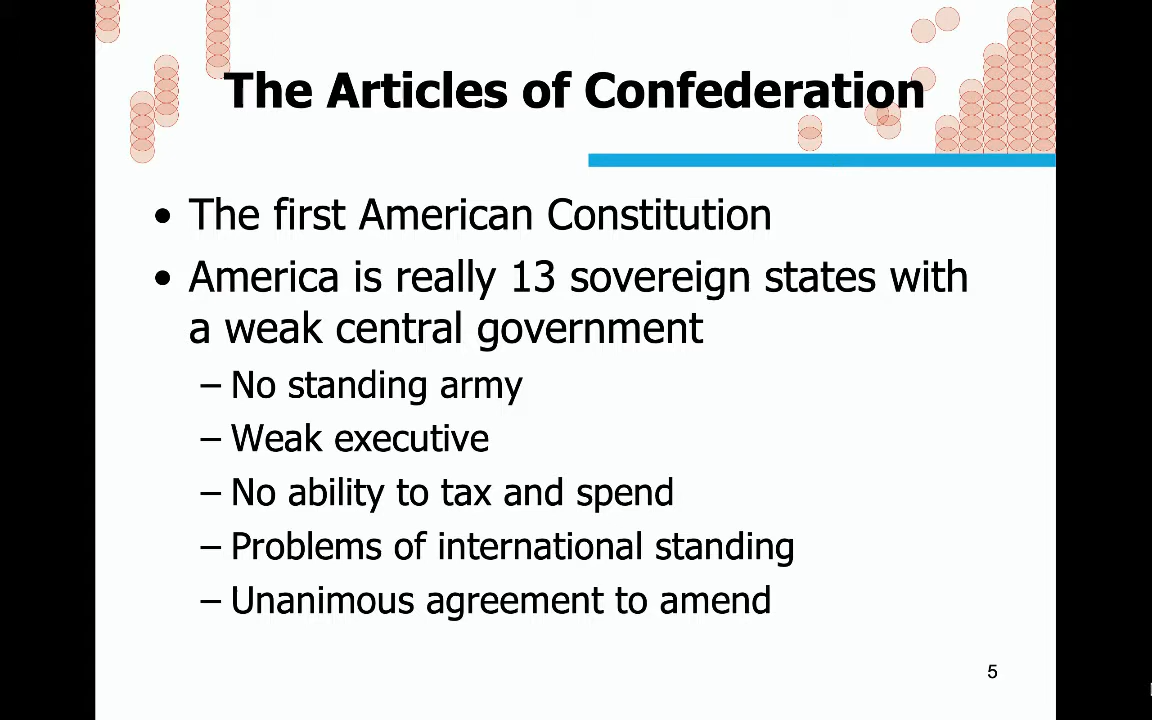 The Articles of Confederation
• The first American Constitution
• America is really 13 sovereign states with
a weak central government
– No standing army
– Weak executive
– No ability to tax and spend
– Problems of international standing
– Unanimous agreement to amend
5